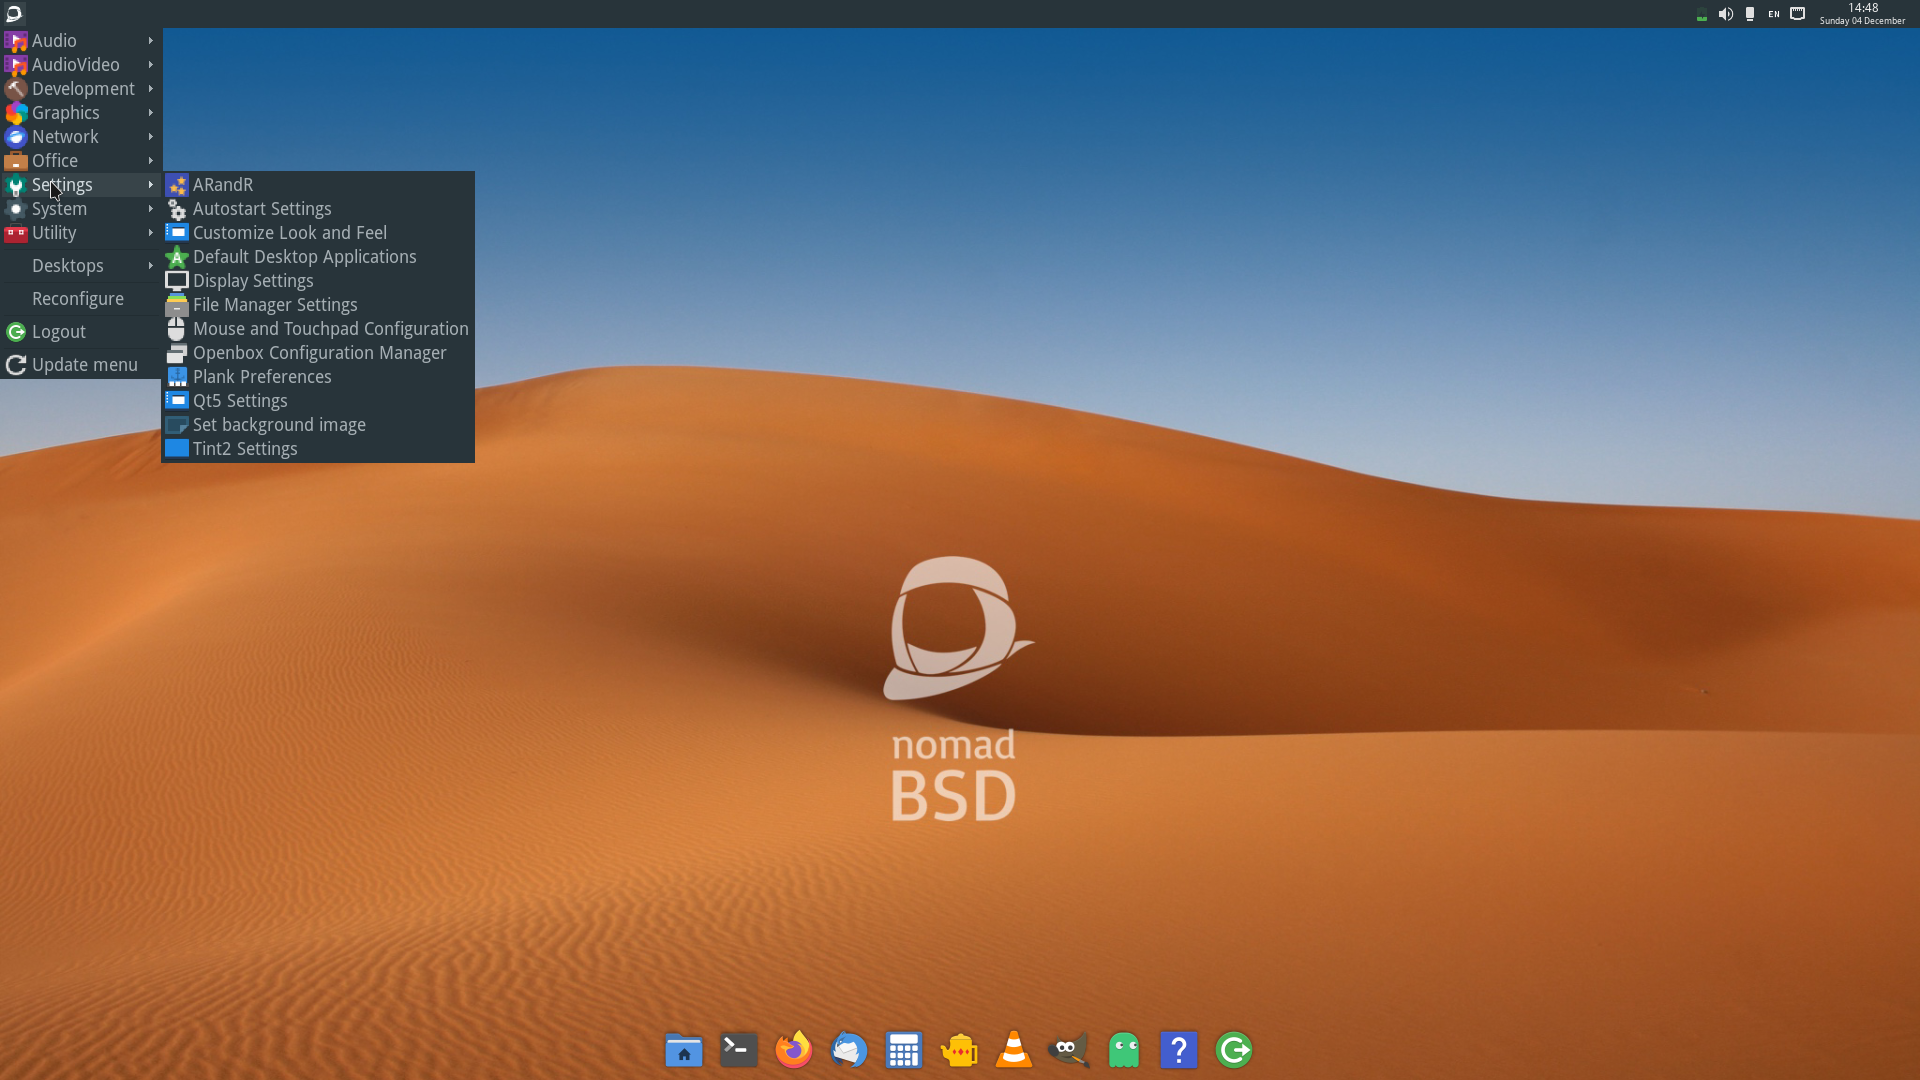 EN
14:48
Sunday 04 December
Audio
AudioVideo
Development
Graphics
Network
Office
Settings
System
Utility
Desktops
Reconfigure
Logout
Update menu
ARandR
Autostart Settings
Customize Look and Feel
Default Desktop Applications
Display Settings
File Manager Settings
Mouse and Touchpad Configuration
Openbox Configuration Manager
Plank Preferences
Qt5 Settings
Set background image
Tint2 Settings
nomad
BSD